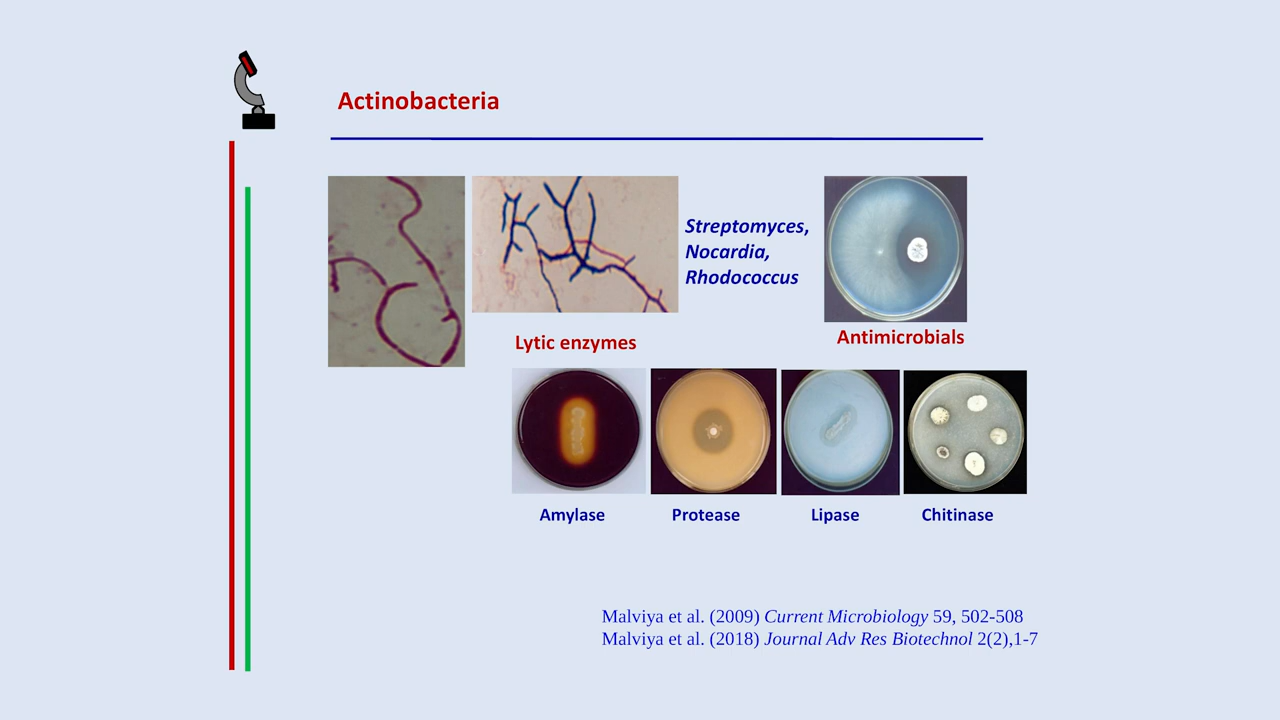 Actinobacteria
Streptomyces,
Nocardia,
Rhodococcus
Antimicrobials
Lytic enzymes
Amylase
Protease
Lipase
Chitinase
Malviya et al. (2009) Current Microbiology 59, 502-508
Malviya et al. (2018) Journal Adv Res Biotechnol 2(2),1-7